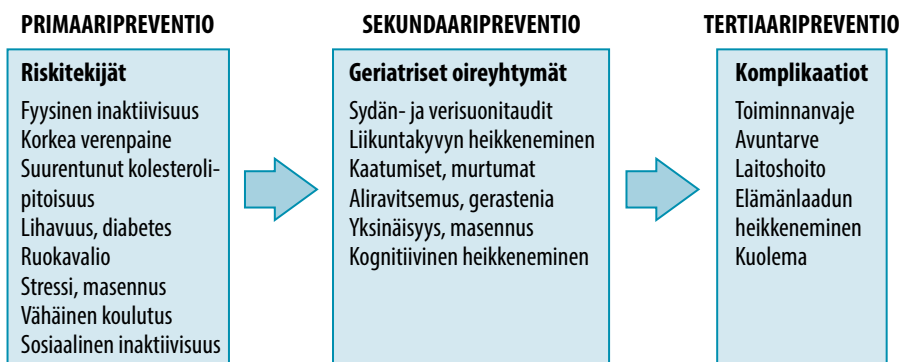 PRIMAARIPREVENTIO
Riskitekijät
Fyysinen inaktiivisuus
Korkea verenpaine
Suurentunut kolesteroli-
pitoisuus
Lihavuus, diabetes
Ruokavalio
Stressi, masennus
Vähäinen koulutus
Sosiaalinen inaktiivisuus
SEKUNDAARIPREVENTIO
Geriatriset oireyhtymät
Sydän- ja verisuonitaudit
Liikuntakyvyn heikkeneminen
Kaatumiset, murtumat
Aliravitsemus, gerastenia
Yksinäisyys, masennus
Kognitiivinen heikkeneminen
TERTIAARIPREVENTIO
Komplikaatiot
Toiminnanvaje
Avuntarve
Laitoshoito
Elämänlaadun
heikkeneminen
Kuolema